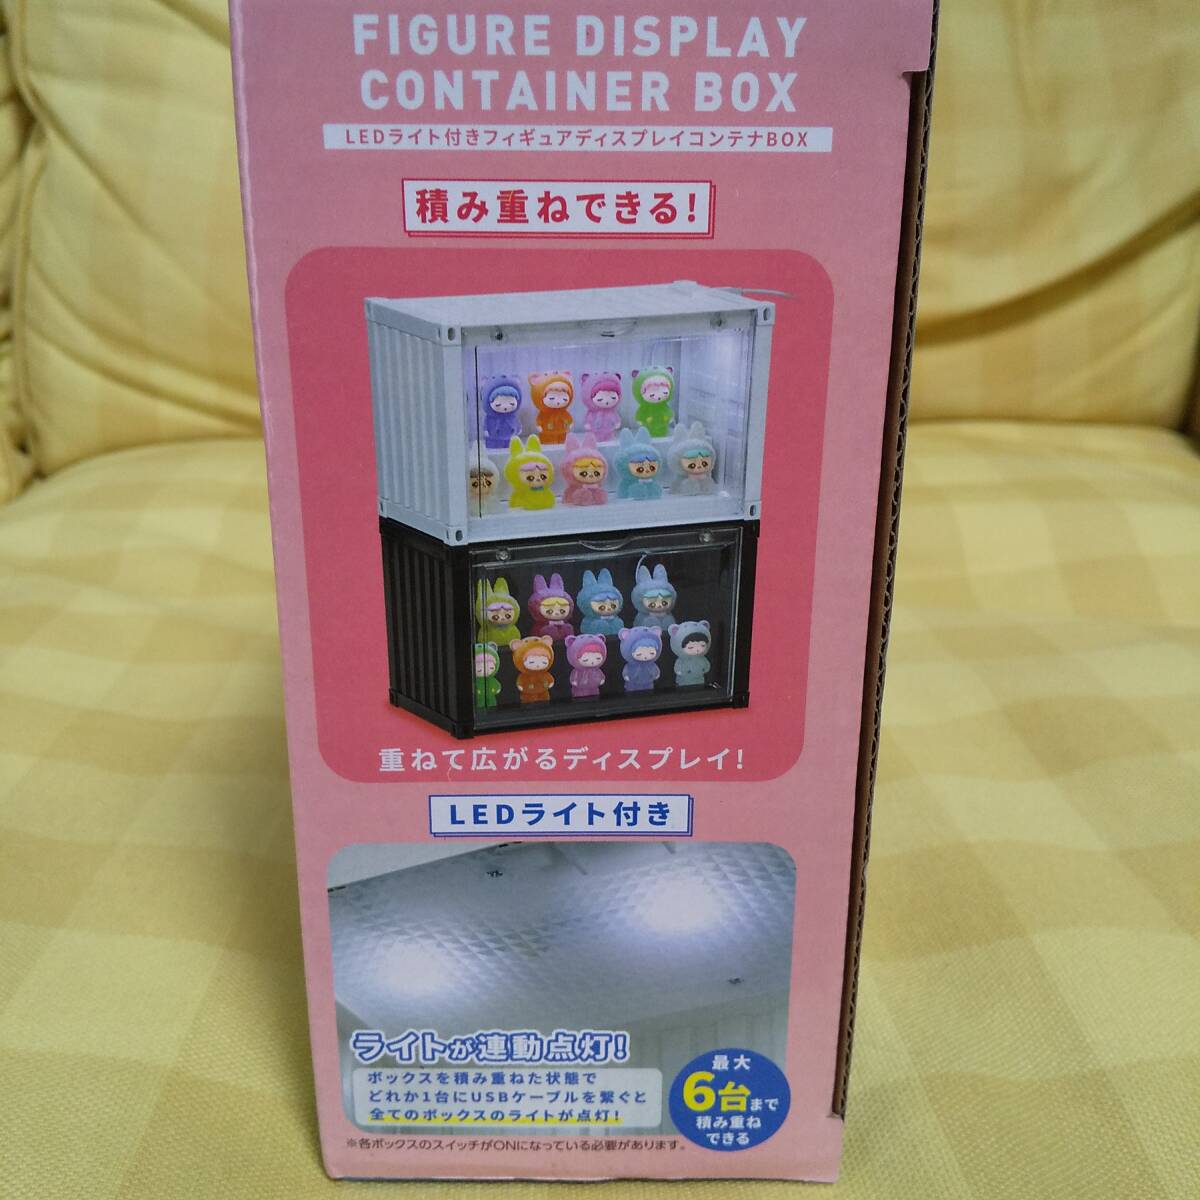 FIGURE DISPLAY
CONTAINER BOX
LEDライト付きフィギュアディスプレイコンテナBOX
積み重ねできる!
重ねて広がるディスプレイ!
LEDライト付き
ライトが連動点灯!
ボックスを積み重ねた状態で
どれか1台にUSBケーブルを繋ぐと
全てのボックスのライトが点灯!
※各ボックスのスイッチがONになっている必要があります。
最大
6台まで
積み重ね
できる